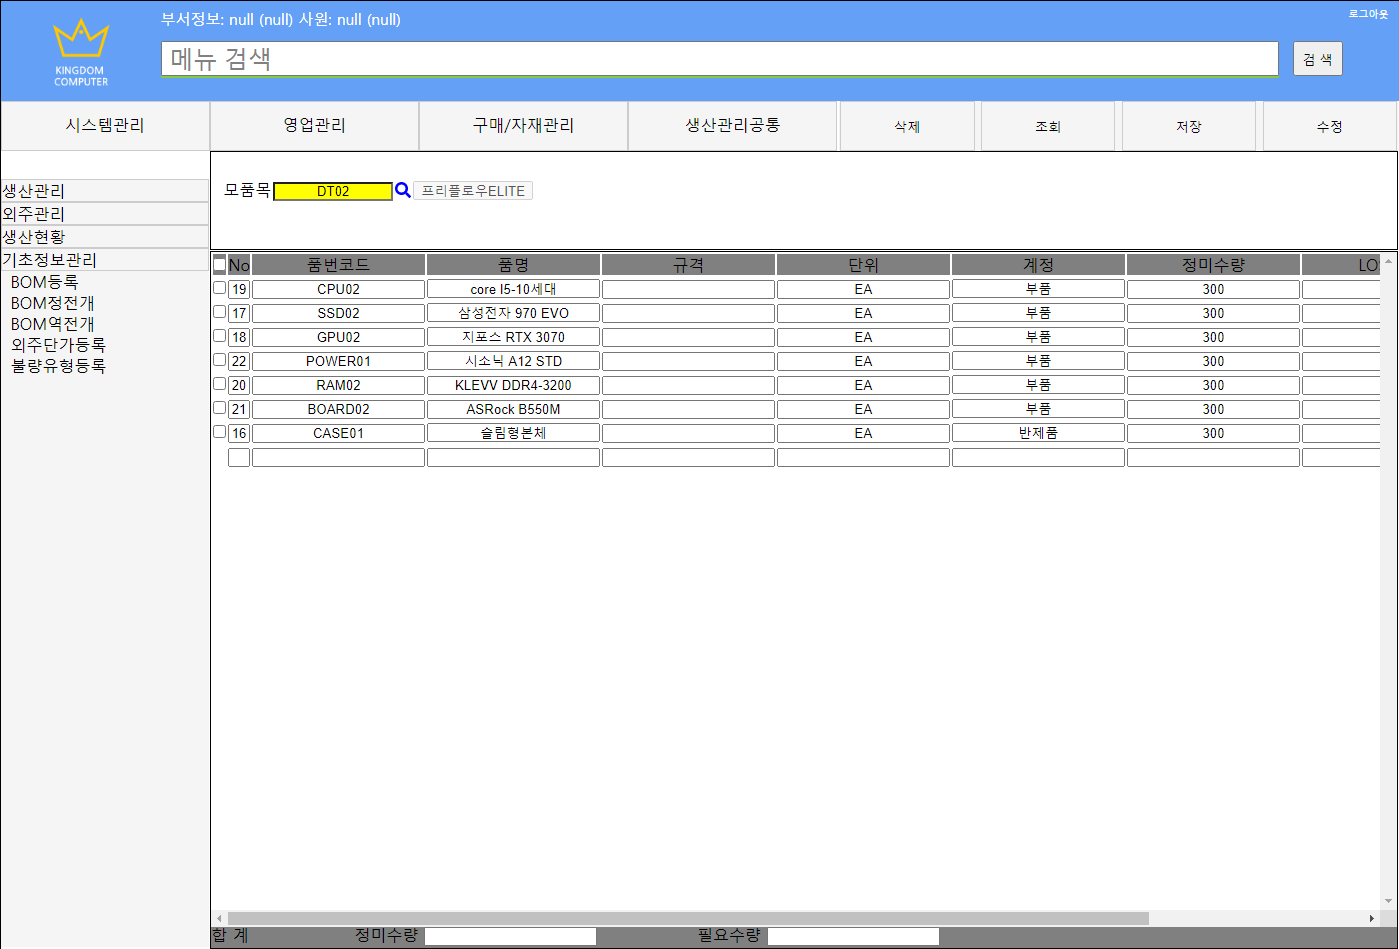 부서정보: null (null) 사원: null (null)
로그아웃
KINGDOM
COMPUTER
메뉴 검색
검 색
시스템관리 영업관리 구매/자재관리 생산관리공통 삭제 조회 저장 수정
생산관리
외주관리
생산현황
기초정보관리
BOM등록
BOM정전개
BOM역전개
외주단가등록
불량유형등록
모품목 DT02 프리플로우ELITE
No 품번코드 품명 규격 단위 계정 정미수량 LO
19 CPU02 core I5-10세대 EA 부품 300
17 SSD02 삼성전자 970 EVO EA 부품 300
18 GPU02 지포스 RTX 3070 EA 부품 300
22 POWER01 시소닉 A12 STD EA 부품 300
20 RAM02 KLEVV DDR4-3200 EA 부품 300
21 BOARD02 ASRock B550M EA 부품 300
16 CASE01 슬림형본체 EA 반제품 300
합 계 정미수량 필요수량